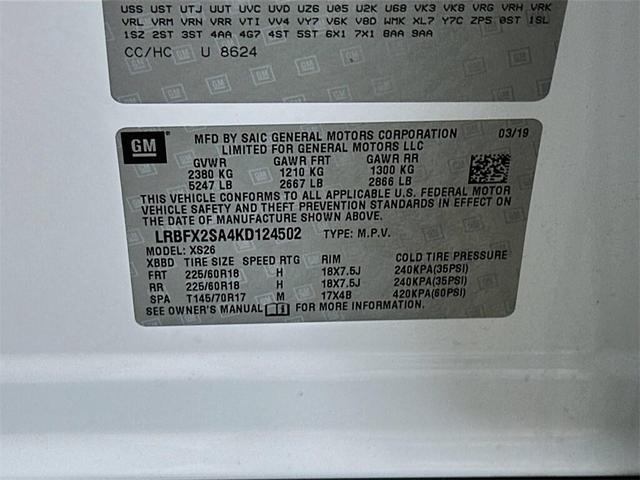 USS UST UTJ UUT UVC UVD UZ6 U05 U2K U68 VK3 VK8 VRG VRH VRK
VRL VRM VRN VRR VTI VV4 VY7 V6K V8D WMK XL7 Y7C ZP5 0ST 1SL
1SZ 2ST 3ST 4AA 4G7 4ST 5ST 6X1 7X1 8AA 9AA
CC/HC U 8624
GM
MFD BY SAIC GENERAL MOTORS CORPORATION 03/19
LIMITED FOR GENERAL MOTORS LLC
GVWR GAWR FRT GAWR RR
2380 KG 1210 KG 1300 KG
5247 LB 2667 LB 2866 LB
THIS VEHICLE CONFORMS TO ALL APPLICABLE U.S. FEDERAL MOTOR
VEHICLE SAFETY AND THEFT PREVENTION STANDARDS IN EFFECT ON
THE DATE OF MANUFACTURE SHOWN ABOVE.
LRBFX2SA4KD124502 TYPE: M.P.V.
MODEL: XS26
XBBD TIRE SIZE SPEED RTG RIM COLD TIRE PRESSURE
FRT 225/60R18 H 18X7.5J 240KPA(35PSI)
RR 225/60R18 H 18X7.5J 240KPA(35PSI)
SPA T145/70R17 M 17X4B 420KPA(60PSI)
SEE OWNER'S MANUAL FOR MORE INFORMATION.